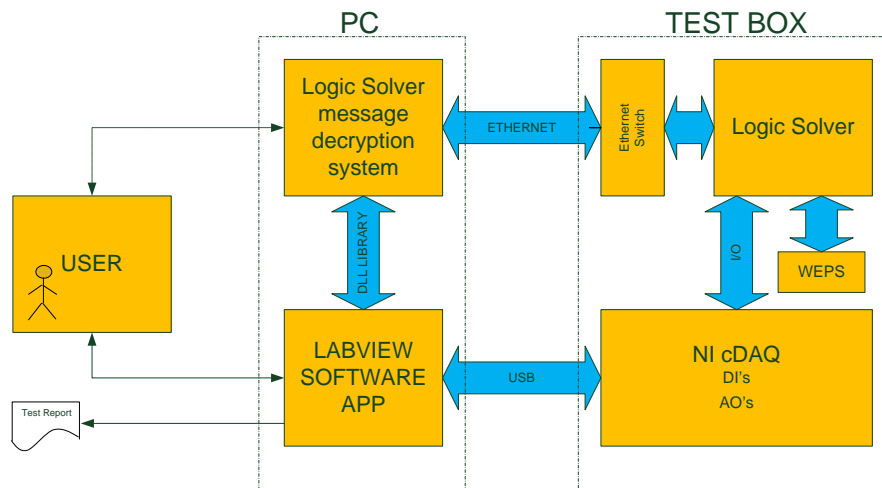 PC
TEST BOX
Logic Solver
message
decryption
system
ETHERNET
Ethernet
Switch
Logic Solver
USER
DLL LIBRARY
I/O
WEPS
LABVIEW
SOFTWARE
APP
USB
NI cDAQ
DI's
AO's
Test Report